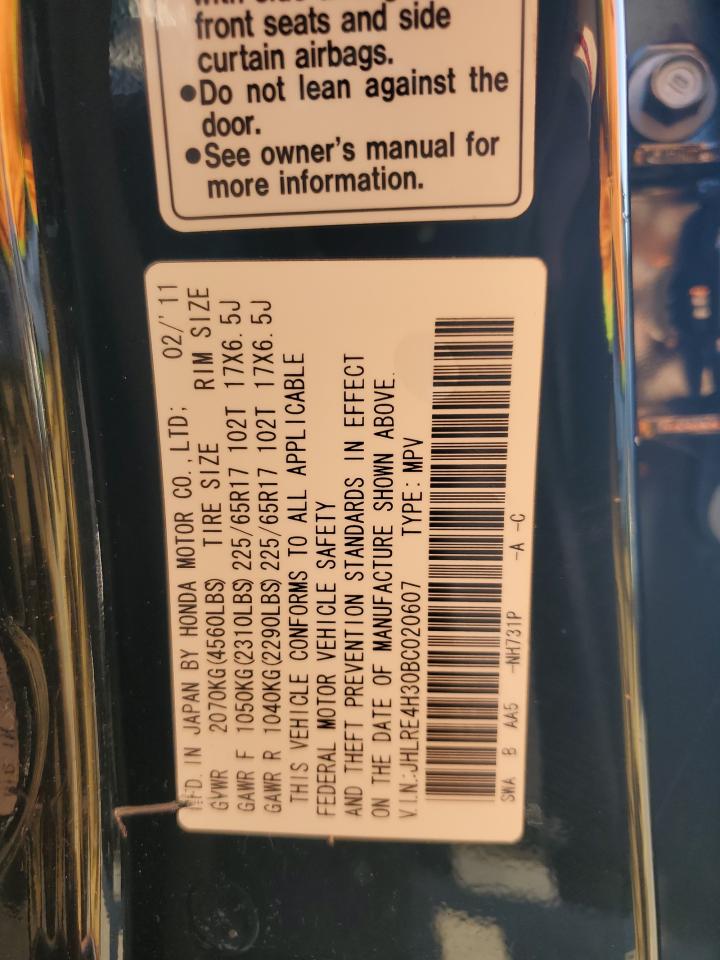 front seats and side
curtain airbags.
●Do not lean against the
door.
●See owner's manual for
more information.
MFD. IN JAPAN BY HONDA MOTOR CO., LTD; 02/'11
GVWR 2070KG(4560LBS) TIRE SIZE RIM SIZE
GAWR F 1050KG(2310LBS) 225/65R17 102T 17X6.5J
GAWR R 1040KG(2290LBS) 225/65R17 102T 17X6.5J
THIS VEHICLE CONFORMS TO ALL APPLICABLE
FEDERAL MOTOR VEHICLE SAFETY
AND THEFT PREVENTION STANDARDS IN EFFECT
ON THE DATE OF MANUFACTURE SHOWN ABOVE.
V.I.N.:JHLRE4H30BC020607 TYPE: MPV
SWA B AA5 -NH731P -A -C